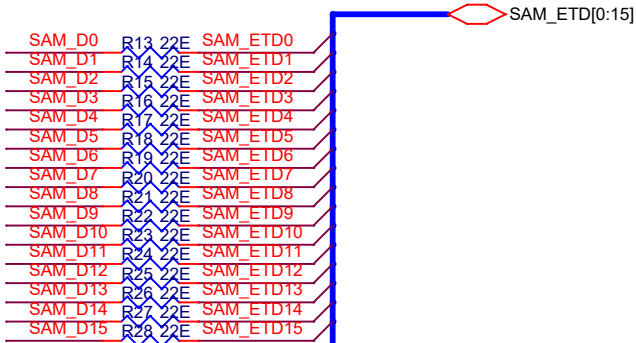 SAM_ETD[0:15]
SAM_D0 R13 22E SAM_ETD0
SAM_D1 R14 22E SAM_ETD1
SAM_D2 R15 22E SAM_ETD2
SAM_D3 R16 22E SAM_ETD3
SAM_D4 R17 22E SAM_ETD4
SAM_D5 R18 22E SAM_ETD5
SAM_D6 R19 22E SAM_ETD6
SAM_D7 R20 22E SAM_ETD7
SAM_D8 R21 22E SAM_ETD8
SAM_D9 R22 22E SAM_ETD9
SAM_D10 R23 22E SAM_ETD10
SAM_D11 R24 22E SAM_ETD11
SAM_D12 R25 22E SAM_ETD12
SAM_D13 R26 22E SAM_ETD13
SAM_D14 R27 22E SAM_ETD14
SAM_D15 R28 22E SAM_ETD15